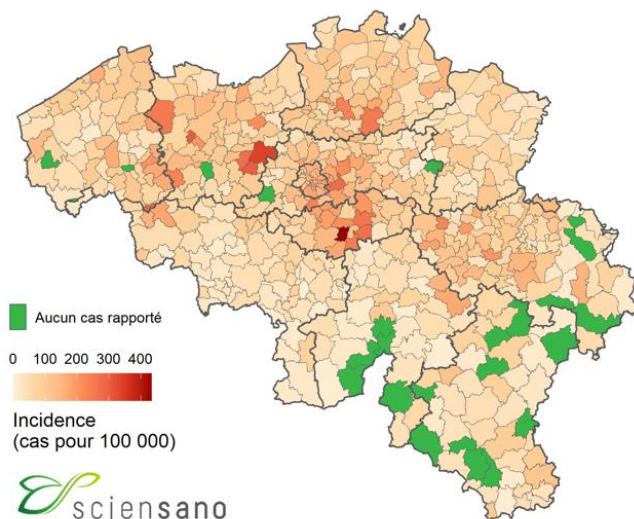 Aucun cas rapporté
0 100 200 300 400
Incidence
(cas pour 100 000)
sciensano